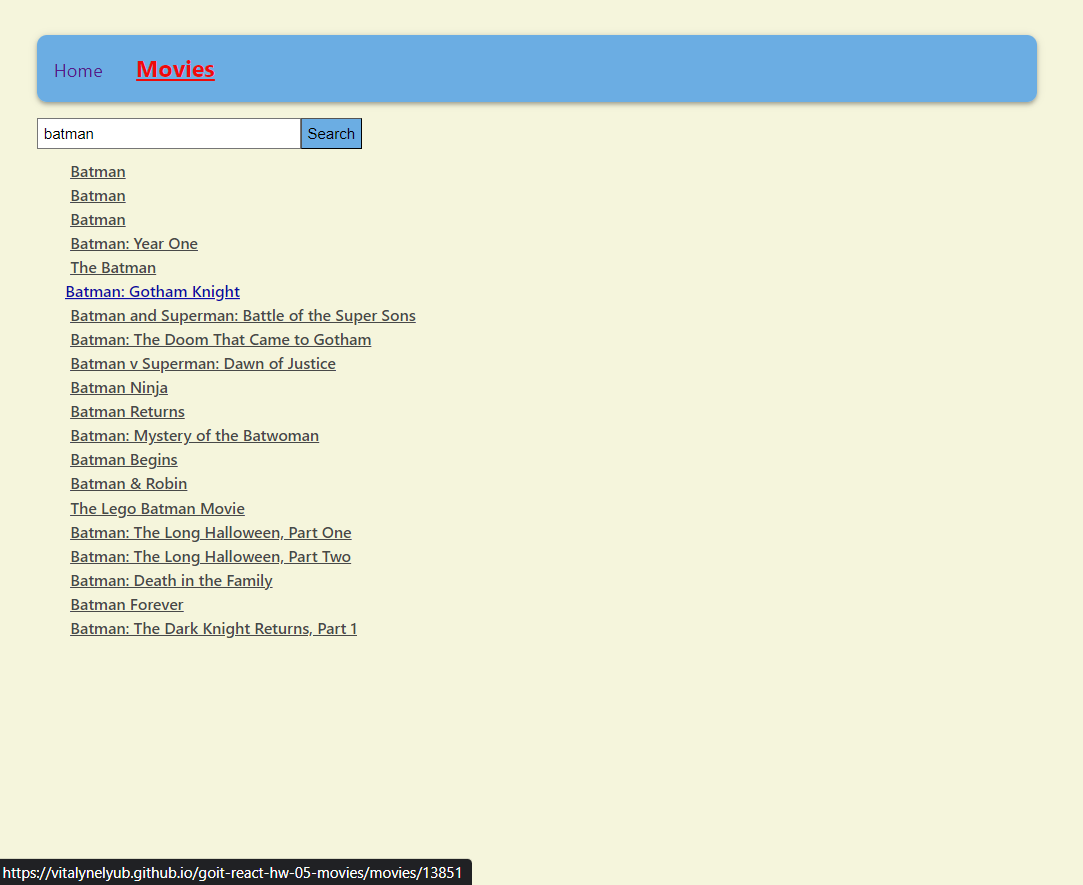 Home Movies
batman Search
Batman
Batman
Batman
Batman: Year One
The Batman
Batman: Gotham Knight
Batman and Superman: Battle of the Super Sons
Batman: The Doom That Came to Gotham
Batman v Superman: Dawn of Justice
Batman Ninja
Batman Returns
Batman: Mystery of the Batwoman
Batman Begins
Batman & Robin
The Lego Batman Movie
Batman: The Long Halloween, Part One
Batman: The Long Halloween, Part Two
Batman: Death in the Family
Batman Forever
Batman: The Dark Knight Returns, Part 1
https://vitalynelyub.github.io/goit-react-hw-05-movies/movies/13851